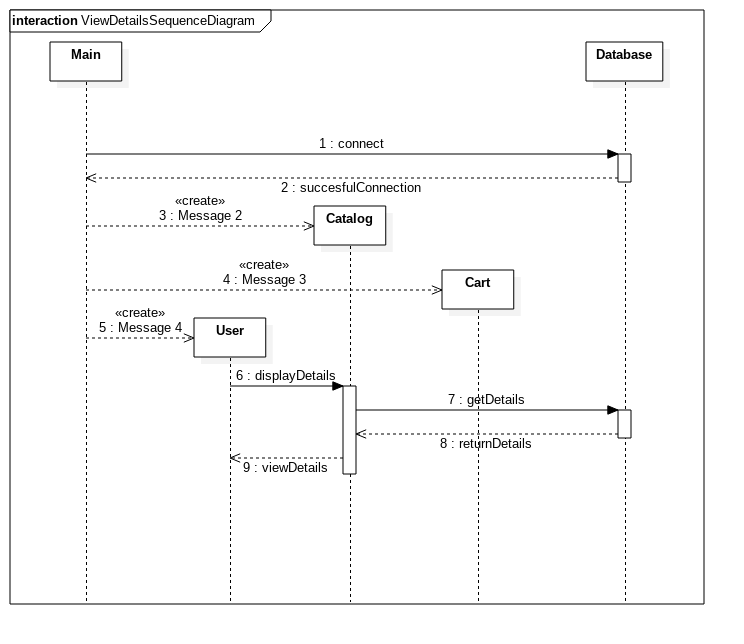 interaction ViewDetailsSequenceDiagram
Main
Database
1 : connect
2 : succesfulConnection
«create»
3 : Message 2
Catalog
«create»
4 : Message 3
Cart
«create»
5 : Message 4
User
6 : displayDetails
7 : getDetails
8 : returnDetails
9 : viewDetails